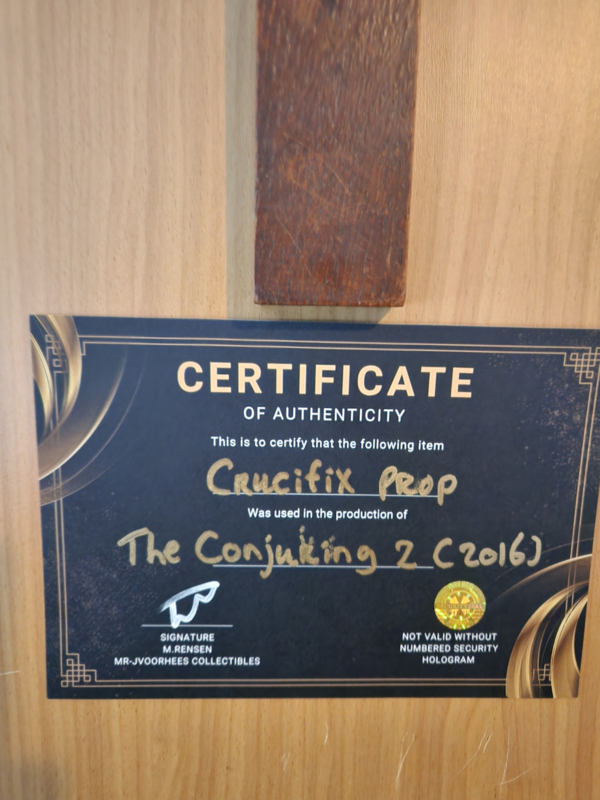 CERTIFICATE
OF AUTHENTICITY
This is to certify that the following item
Crucifix Prop
Was used in the production of
The Conjuring 2 (2016)
SIGNATURE
M.RENSEN
MR-JVOORHEES COLLECTIBLES
NOT VALID WITHOUT
NUMBERED SECURITY
HOLOGRAM